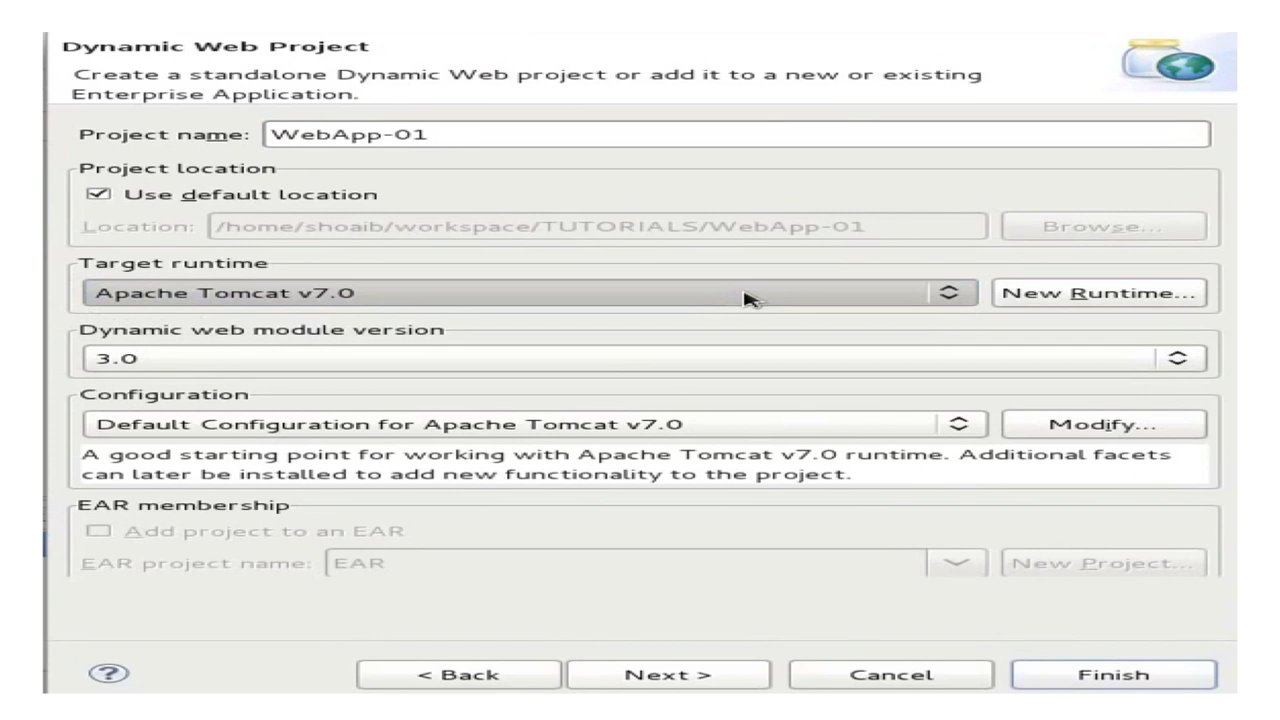 Dynamic Web Project
Create a standalone Dynamic Web project or add it to a new or existing
Enterprise Application.
Project name: WebApp-01
Project location
Use default location
Location: /home/shoaib/workspace/TUTORIALS/WebApp-01 Browse...
Target runtime
Apache Tomcat v7.0 New Runtime...
Dynamic web module version
3.0
Configuration
Default Configuration for Apache Tomcat v7.0 Modify...
A good starting point for working with Apache Tomcat v7.0 runtime. Additional facets
can later be installed to add new functionality to the project.
EAR membership
Add project to an EAR
EAR project name: EAR New Project...
? < Back Next > Cancel Finish